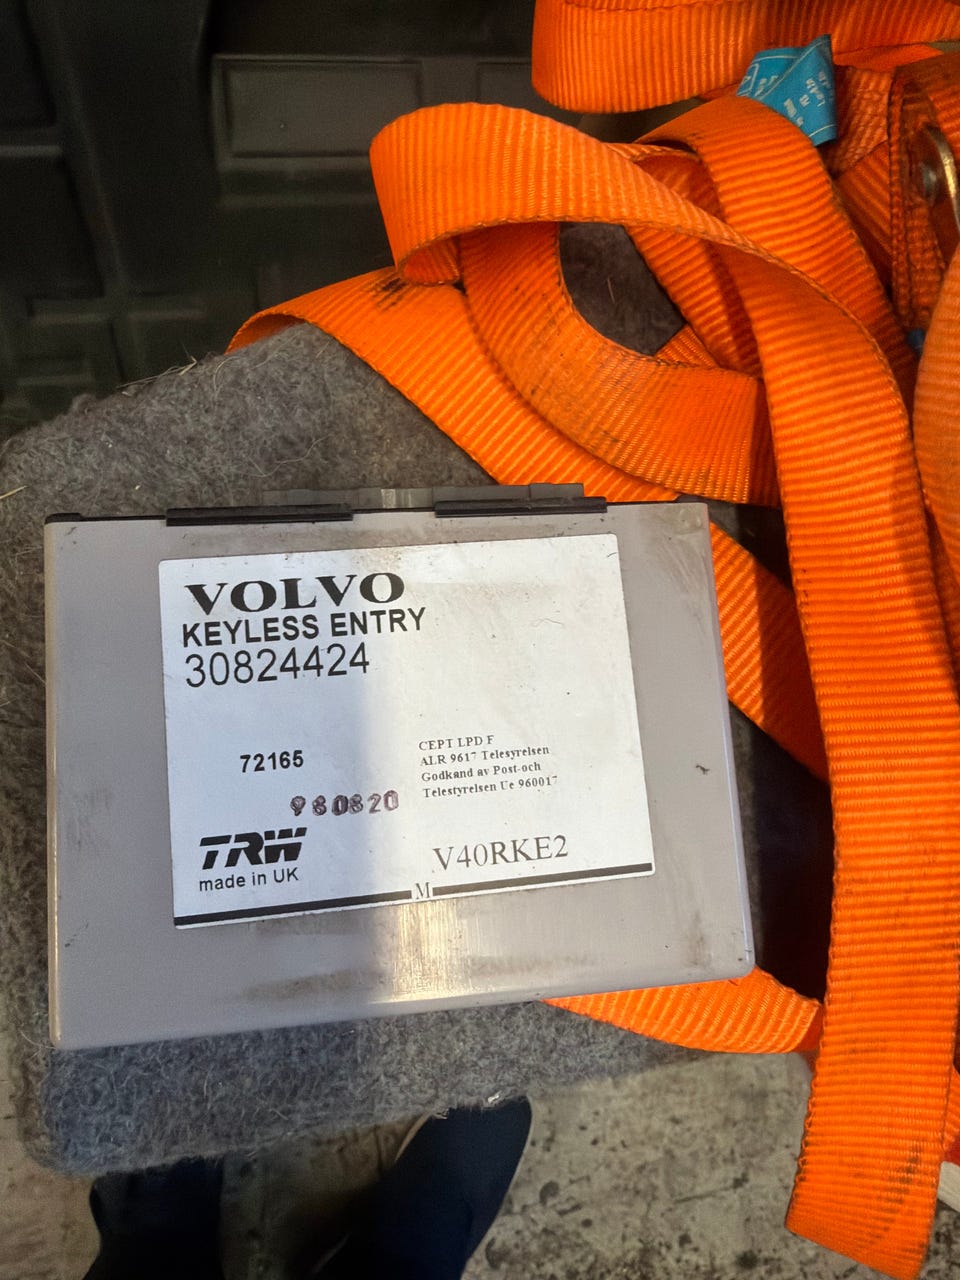 VOLVO
KEYLESS ENTRY
30824424
72165
980820
CEPT LPD F
ALR 9617 Telesyrelsen
Godkand av Post-och
Telestyrelsen Ue 960017
TRW
made in UK
V40RKE2
M